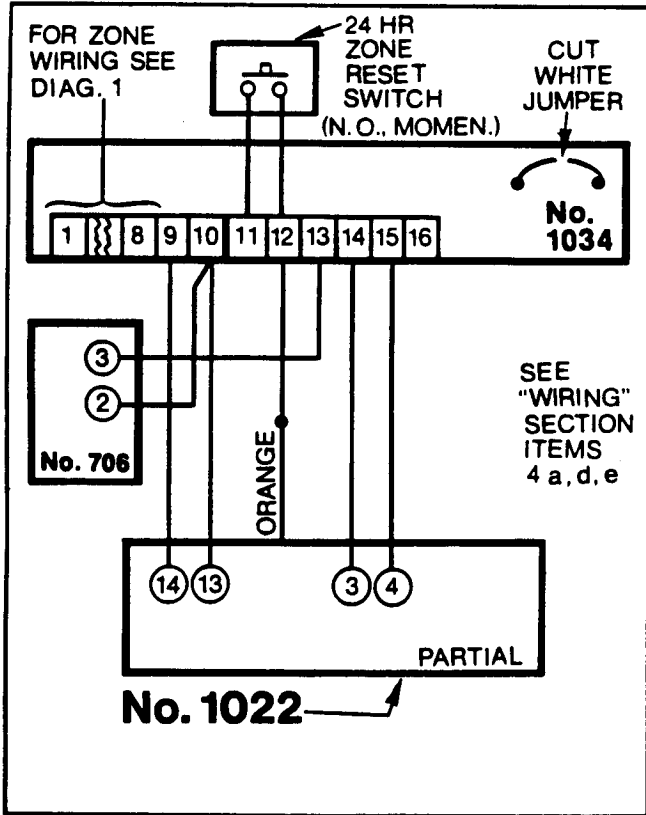 FOR ZONE
WIRING SEE
DIAG. 1
24 HR
ZONE
RESET
SWITCH
(N. O., MOMEN.)
CUT
WHITE
JUMPER
No.
1034
1 8 9 10 11 12 13 14 15 16
3
2
No. 706
ORANGE
SEE
"WIRING"
SECTION
ITEMS
4 a, d, e
14 13 3 4
PARTIAL
No. 1022